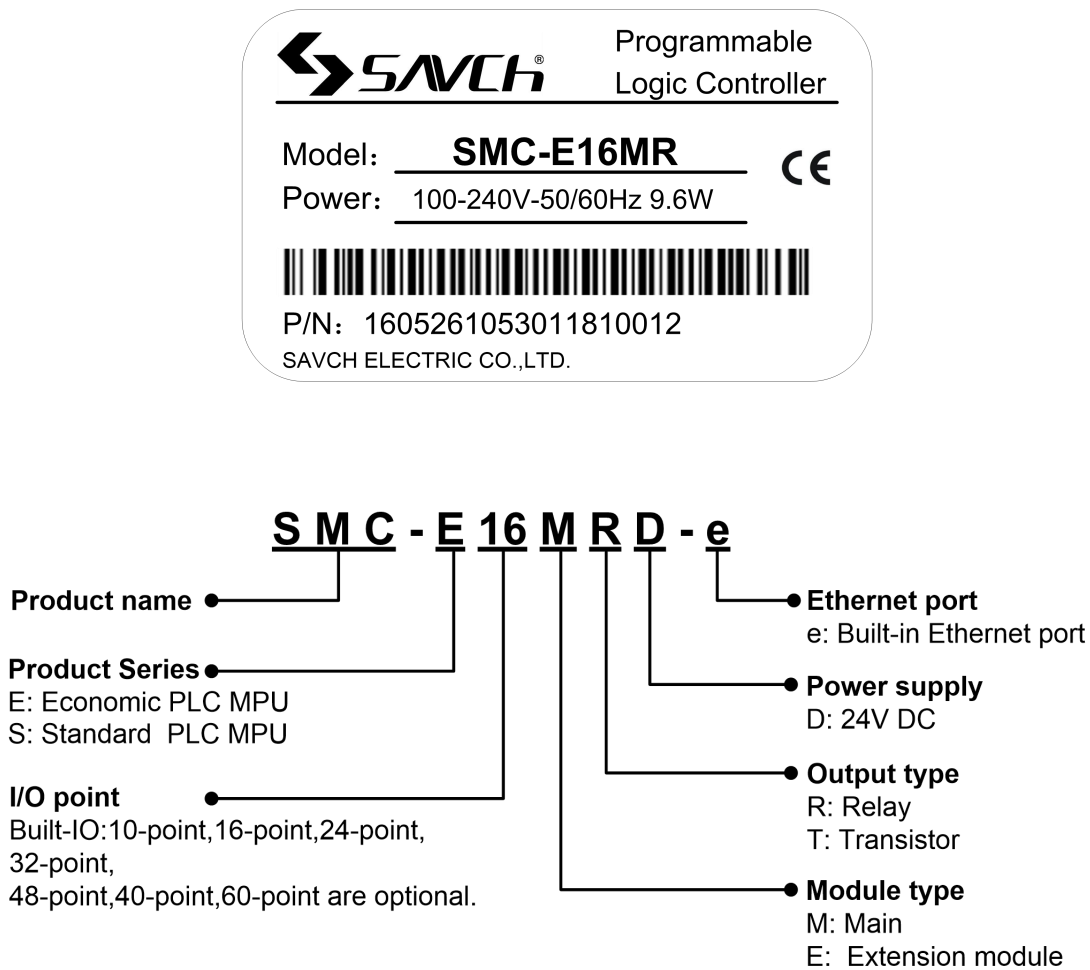 SAVCH®
Programmable
Logic Controller
Model: SMC-E16MR
Power: 100-240V-50/60Hz 9.6W
CE
P/N: 1605261053011810012
SAVCH ELECTRIC CO.,LTD.
S M C - E 16 M R D - e
Product name
Product Series
E: Economic PLC MPU
S: Standard PLC MPU
I/O point
Built-IO:10-point,16-point,24-point,
32-point,
48-point,40-point,60-point are optional.
Ethernet port
e: Built-in Ethernet port
Power supply
D: 24V DC
Output type
R: Relay
T: Transistor
Module type
M: Main
E: Extension module